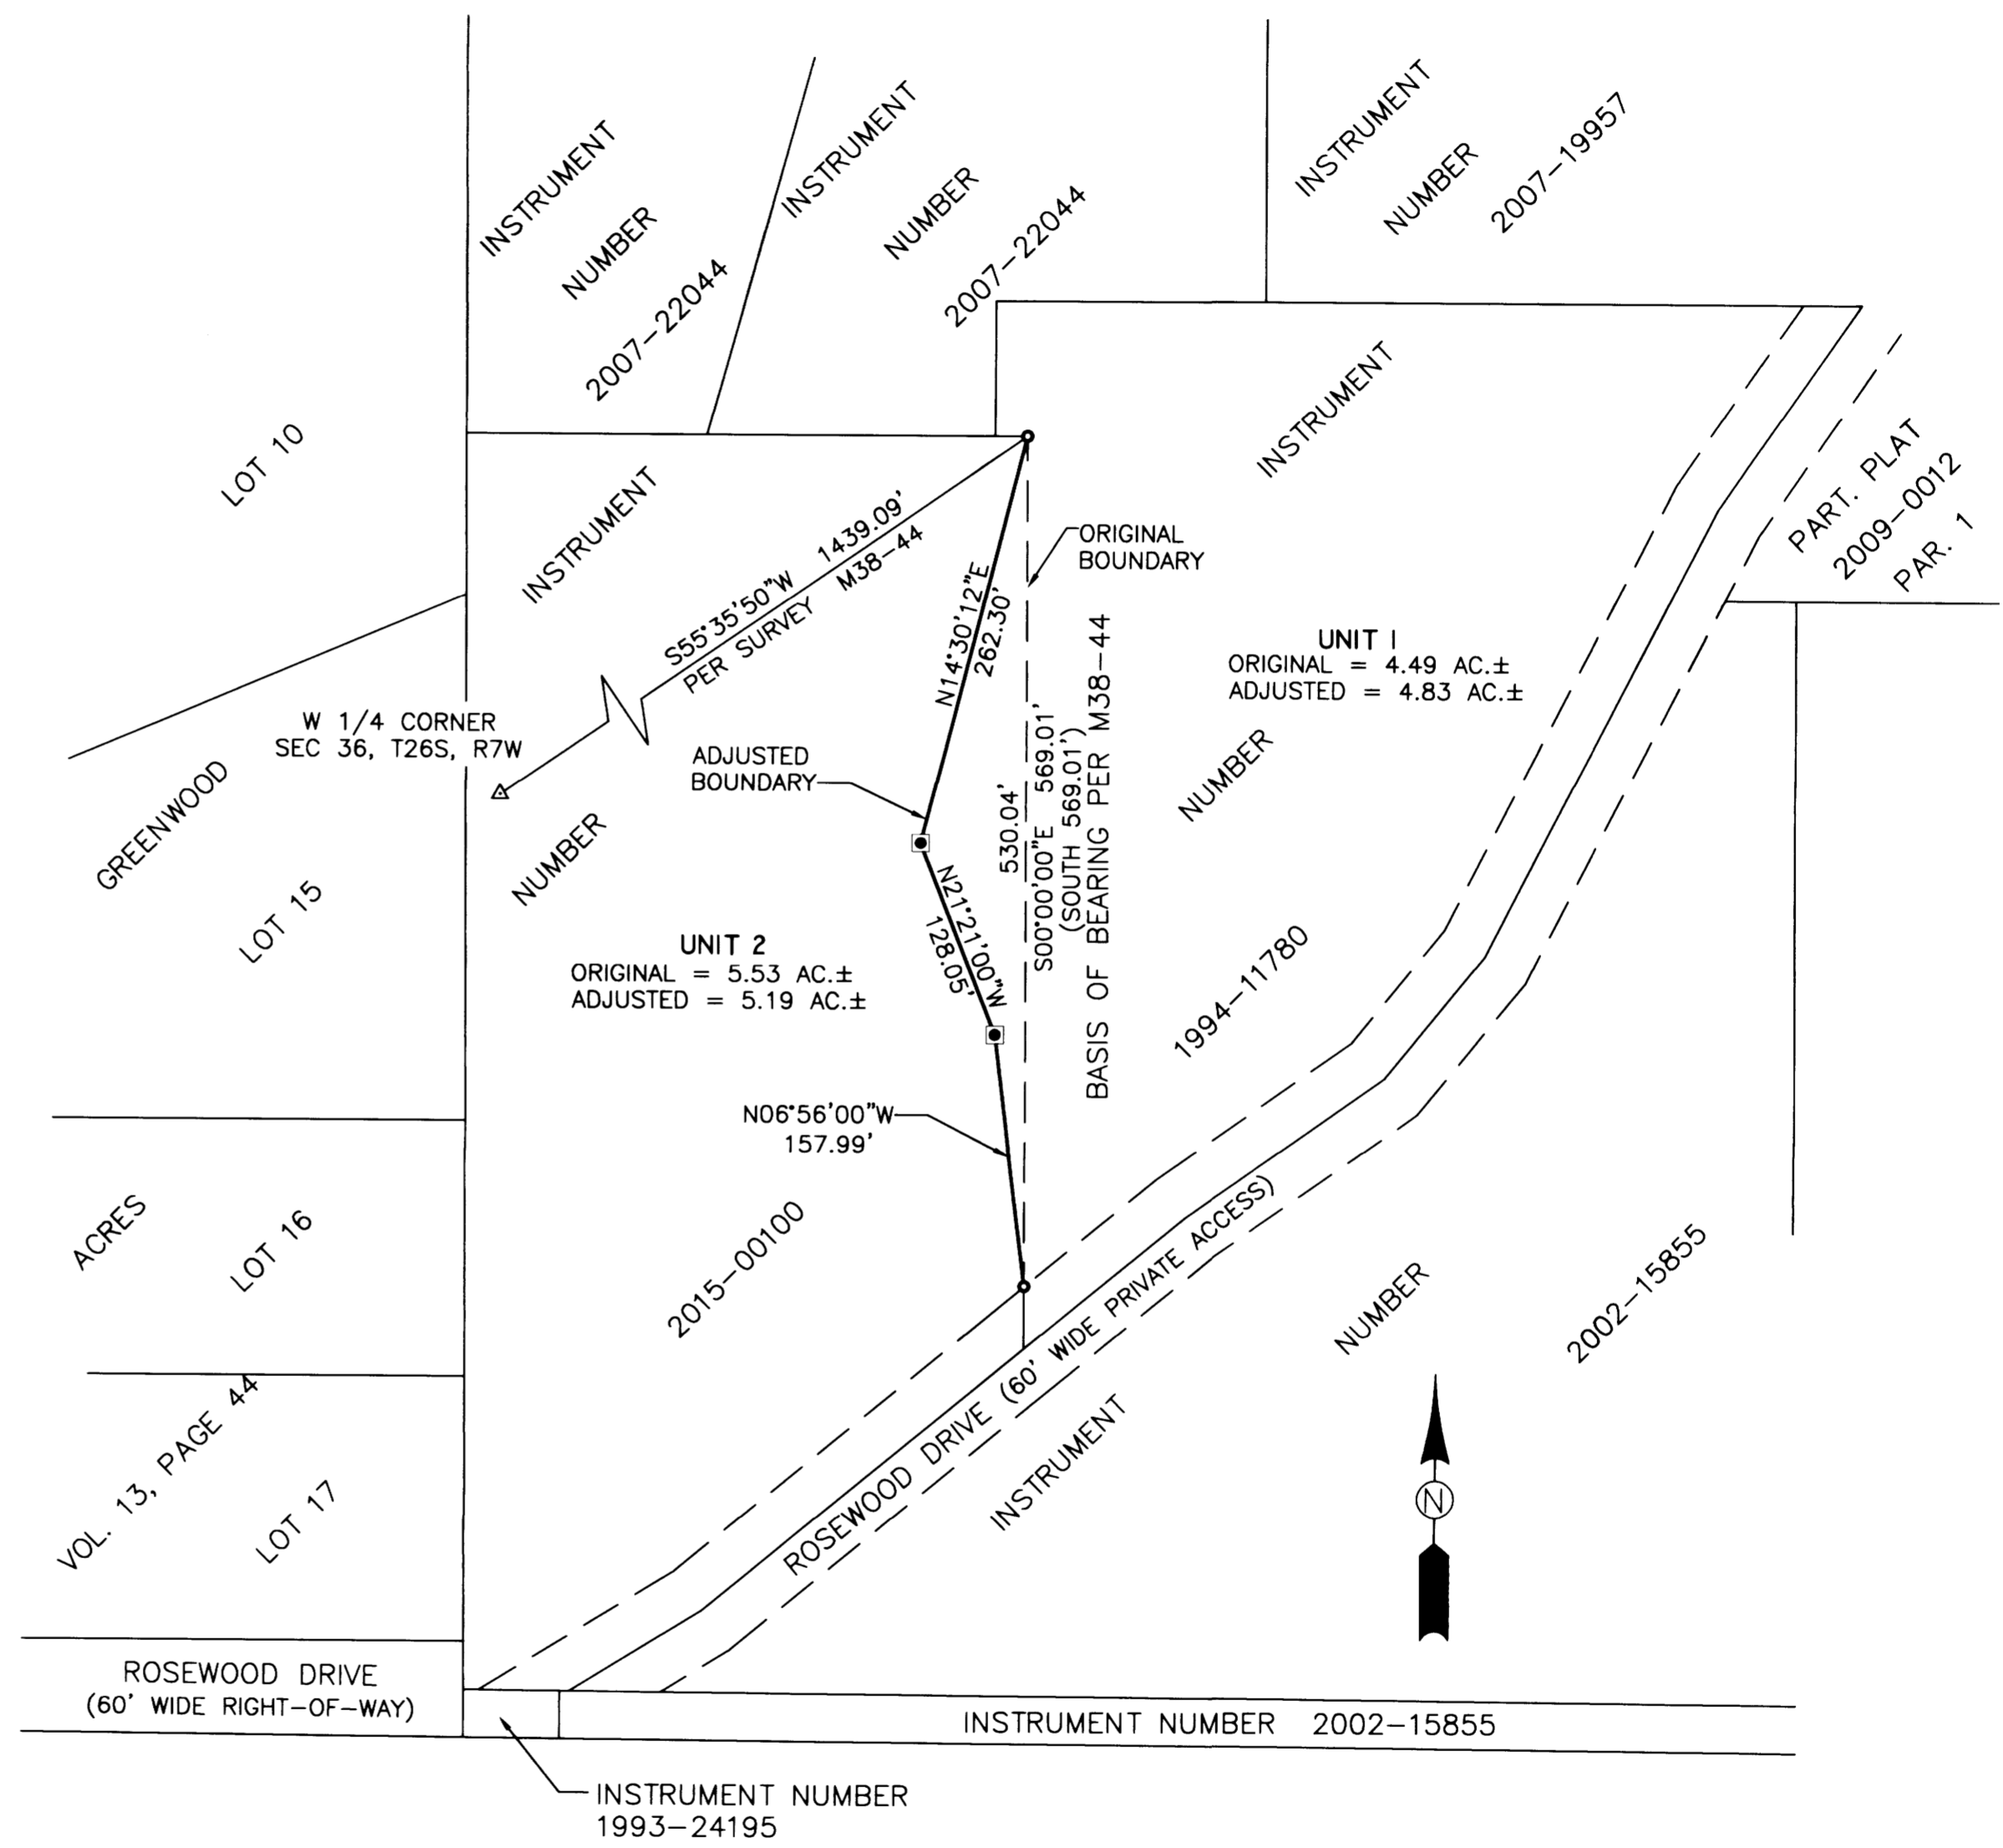 INSTRUMENT
NUMBER
2007-22044
INSTRUMENT
NUMBER
2007-22044
INSTRUMENT
NUMBER
2007-19957
LOT 10
INSTRUMENT
NUMBER
2015-00100
INSTRUMENT
NUMBER
1994-11780
PART. PLAT
2009-0012
PAR. 1
S55°35'50"W 1439.09'
PER SURVEY M38-44
ORIGINAL
BOUNDARY
N14°30'12"E
262.30'
UNIT 1
ORIGINAL = 4.49 AC.±
ADJUSTED = 4.83 AC.±
W 1/4 CORNER
SEC 36, T26S, R7W
ADJUSTED
BOUNDARY
530.04'
S00°00'00"E 569.01'
(SOUTH 569.01')
BASIS OF BEARING PER M38-44
GREENWOOD
LOT 15
N21°21'00"W
128.05'
UNIT 2
ORIGINAL = 5.53 AC.±
ADJUSTED = 5.19 AC.±
N06°56'00"W
157.99'
ACRES
LOT 16
VOL. 13, PAGE 44
LOT 17
ROSEWOOD DRIVE (60' WIDE PRIVATE ACCESS)
INSTRUMENT
NUMBER
2002-15855
N
ROSEWOOD DRIVE
(60' WIDE RIGHT-OF-WAY)
INSTRUMENT NUMBER 2002-15855
INSTRUMENT NUMBER
1993-24195